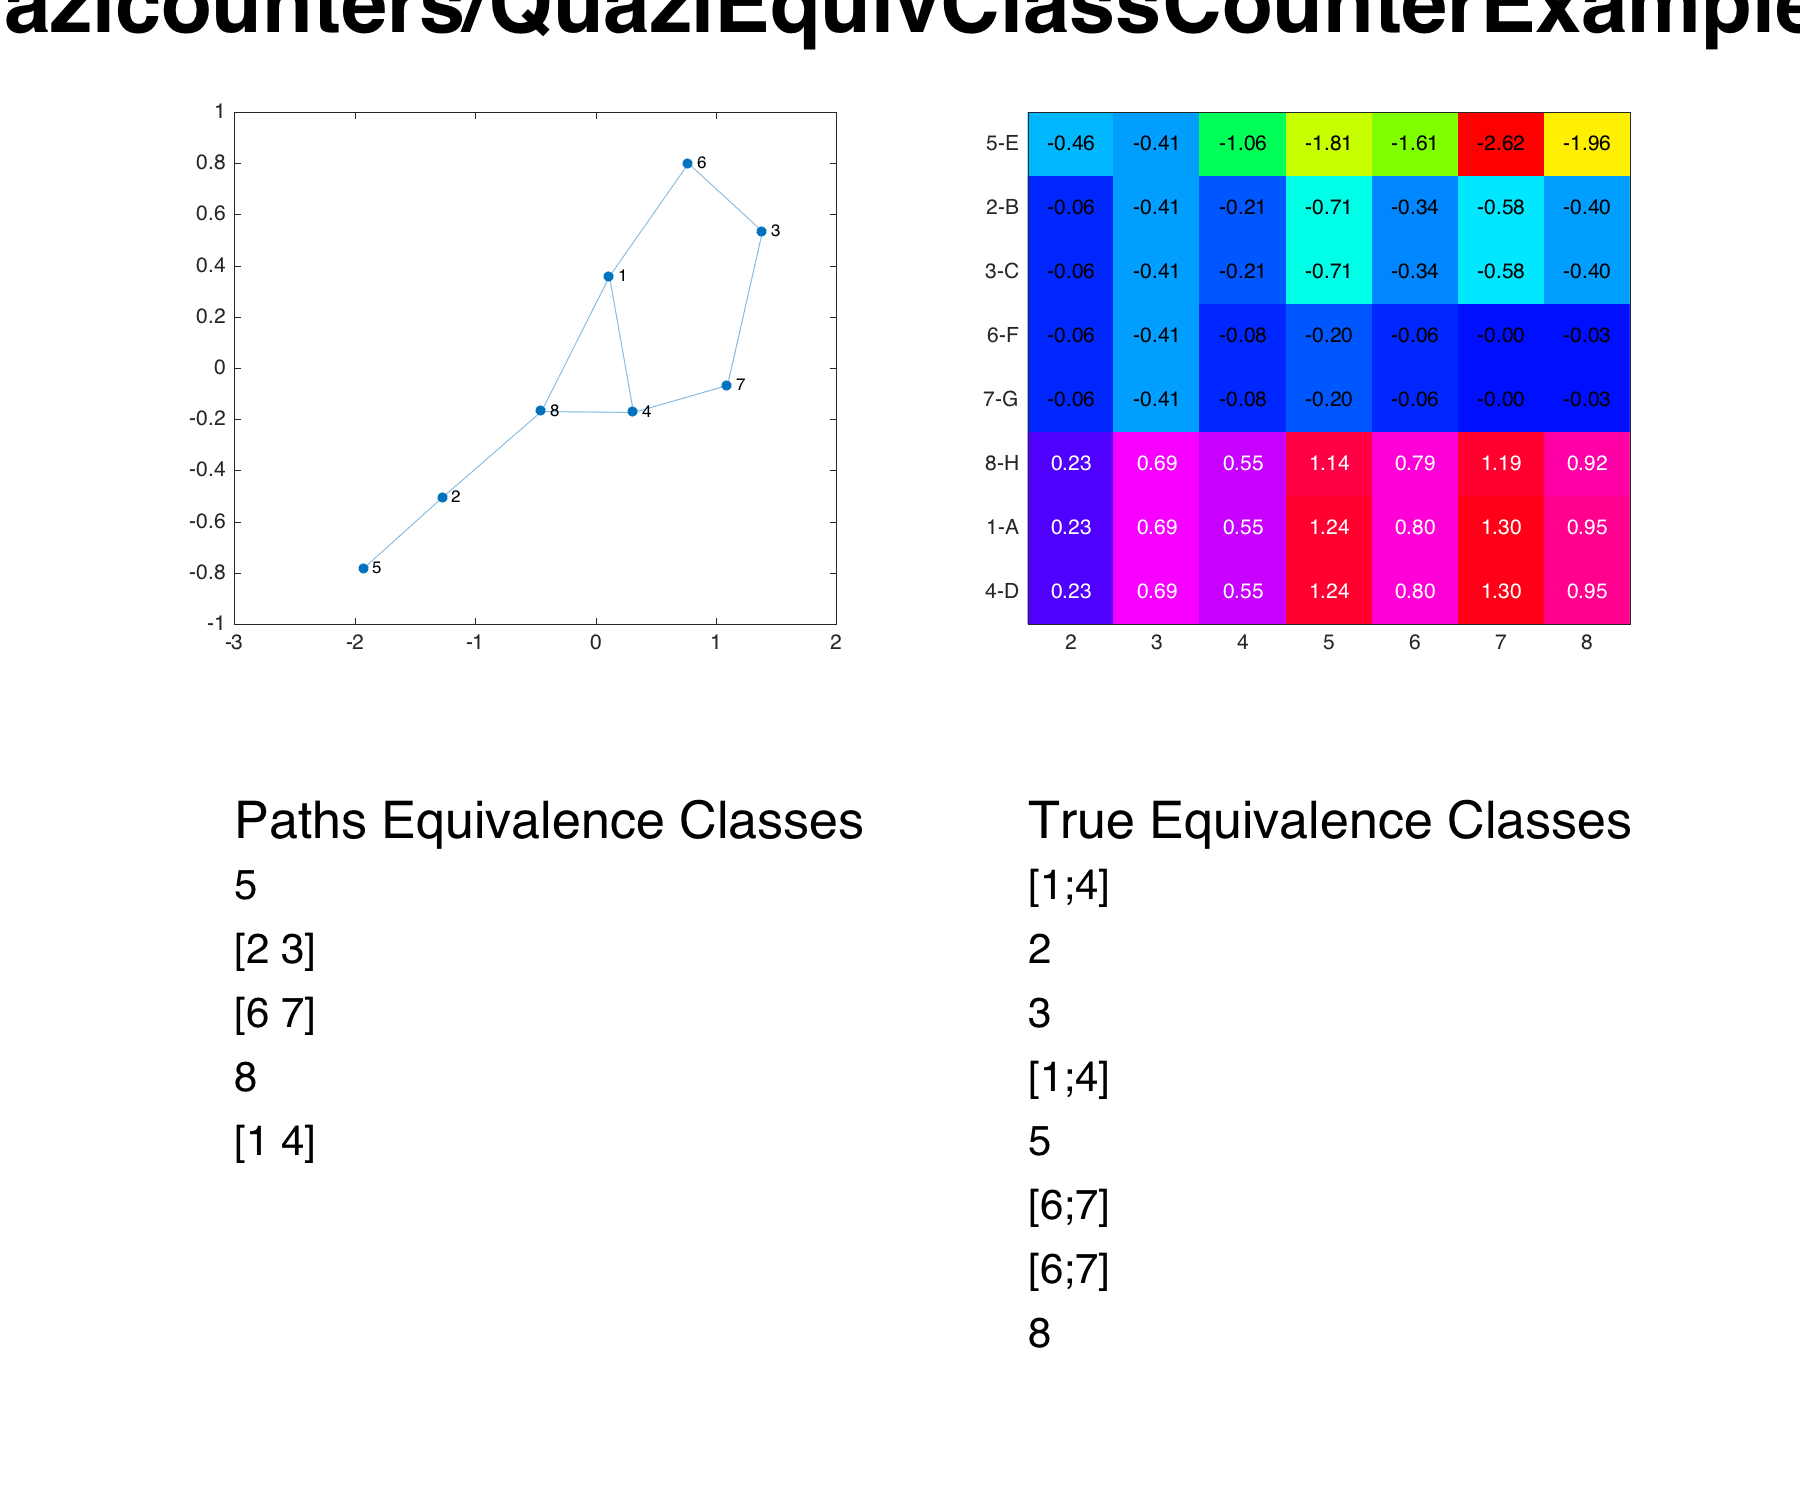 azicounters/QuaziEquivClassCounterExample
1
0.8
0.6
0.4
0.2
0
-0.2
-0.4
-0.6
-0.8
-1
-3 -2 -1 0 1 2
6
3
1
7
8 4
2
5
5-E -0.46 -0.41 -1.06 -1.81 -1.61 -2.62 -1.96
2-B -0.06 -0.41 -0.21 -0.71 -0.34 -0.58 -0.40
3-C -0.06 -0.41 -0.21 -0.71 -0.34 -0.58 -0.40
6-F -0.06 -0.41 -0.08 -0.20 -0.06 -0.00 -0.03
7-G -0.06 -0.41 -0.08 -0.20 -0.06 -0.00 -0.03
8-H 0.23 0.69 0.55 1.14 0.79 1.19 0.92
1-A 0.23 0.69 0.55 1.24 0.80 1.30 0.95
4-D 0.23 0.69 0.55 1.24 0.80 1.30 0.95
2 3 4 5 6 7 8
Paths Equivalence Classes
5
[2 3]
[6 7]
8
[1 4]
True Equivalence Classes
[1;4]
2
3
[1;4]
5
[6;7]
[6;7]
8